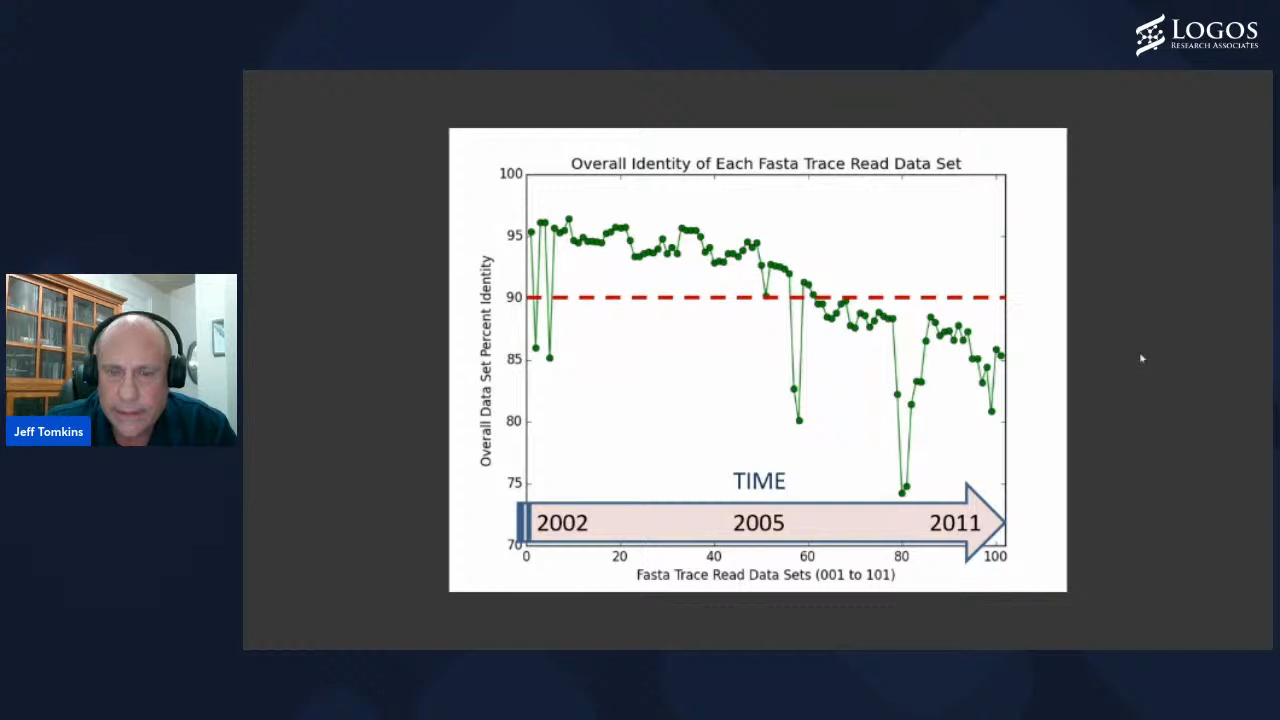 LOGOS
RESEARCH ASSOCIATES
Overall Identity of Each Fasta Trace Read Data Set
100
95
90
85
80
75
70
Overall Data Set Percent Identity
TIME
2002 2005 2011
0 20 40 60 80 100
Fasta Trace Read Data Sets (001 to 101)
Jeff Tomkins